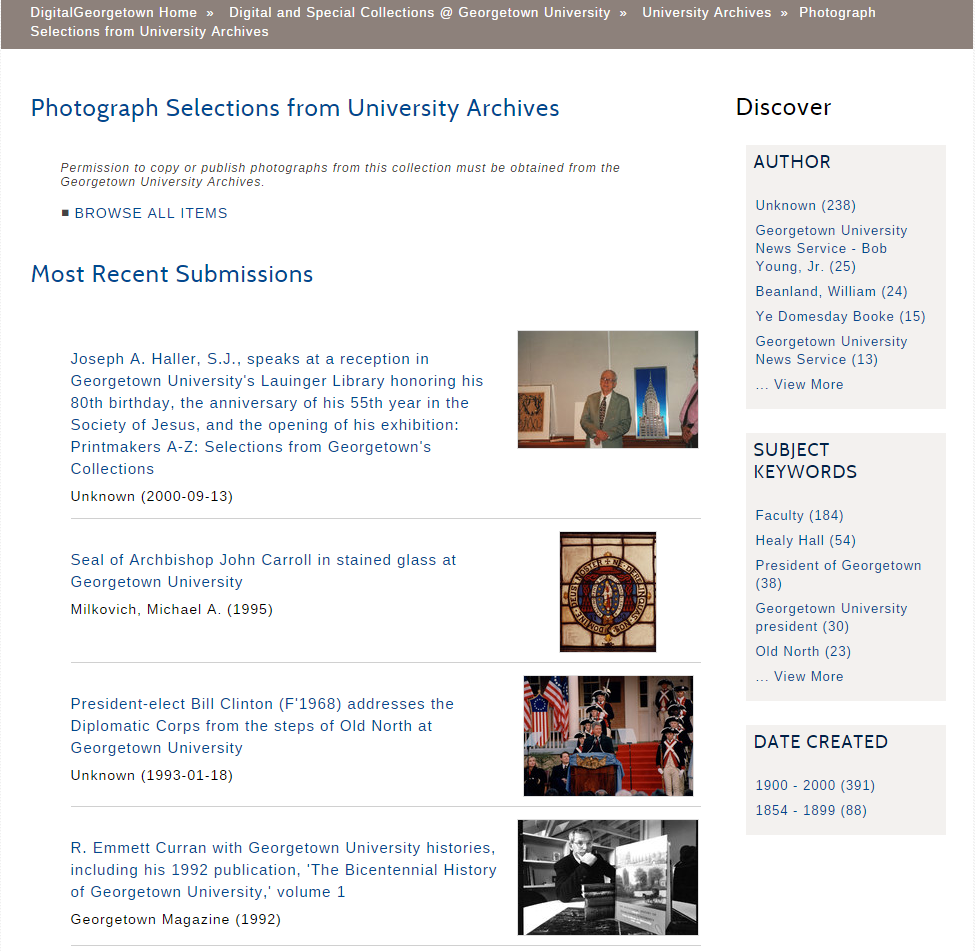 DigitalGeorgetown Home » Digital and Special Collections @ Georgetown University » University Archives » Photograph
Selections from University Archives
Photograph Selections from University Archives
Permission to copy or publish photographs from this collection must be obtained from the
Georgetown University Archives.
BROWSE ALL ITEMS
Most Recent Submissions
Joseph A. Haller, S.J., speaks at a reception in
Georgetown University's Lauinger Library honoring his
80th birthday, the anniversary of his 55th year in the
Society of Jesus, and the opening of his exhibition:
Printmakers A-Z: Selections from Georgetown's
Collections
Unknown (2000-09-13)
Seal of Archbishop John Carroll in stained glass at
Georgetown University
Milkovich, Michael A. (1995)
DOMINE DEUS NOSTER NE DERELINQUAS NOS
President-elect Bill Clinton (F'1968) addresses the
Diplomatic Corps from the steps of Old North at
Georgetown University
Unknown (1993-01-18)
R. Emmett Curran with Georgetown University histories,
including his 1992 publication, 'The Bicentennial History
of Georgetown University,' volume 1
Georgetown Magazine (1992)
Discover
AUTHOR
Unknown (238)
Georgetown University
News Service - Bob
Young, Jr. (25)
Beanland, William (24)
Ye Domesday Booke (15)
Georgetown University
News Service (13)
... View More
SUBJECT
KEYWORDS
Faculty (184)
Healy Hall (54)
President of Georgetown
(38)
Georgetown University
president (30)
Old North (23)
... View More
DATE CREATED
1900 - 2000 (391)
1854 - 1899 (88)